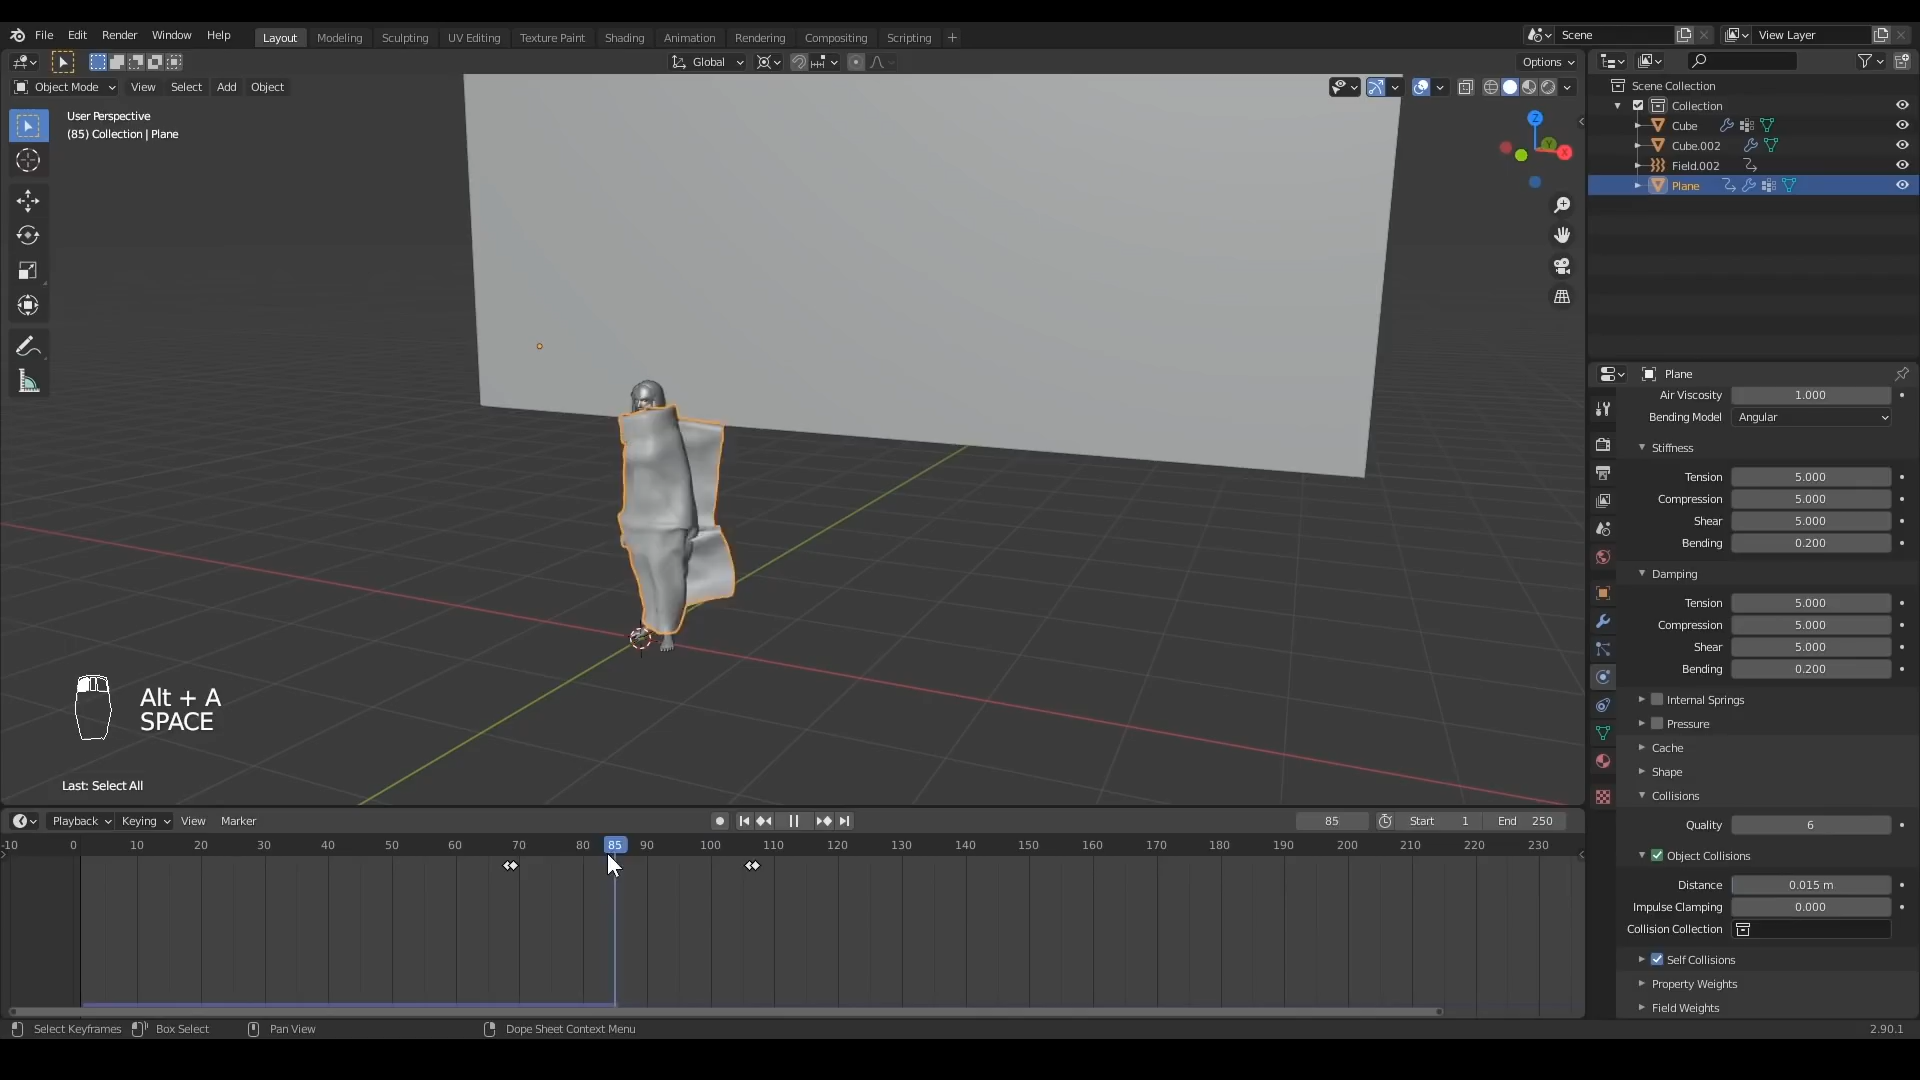 File Edit Render Window Help
Layout Modeling Sculpting UV Editing Texture Paint Shading Animation Rendering Compositing Scripting +
Scene
View Layer
Global
Options
Object Mode View Select Add Object
User Perspective
(85) Collection | Plane
Z
Y
X
Scene Collection
Collection
Cube
Cube.002
Field.002
Plane
Plane
Air Viscosity 1.000
Bending Model Angular
Stiffness
Tension 5.000
Compression 5.000
Shear 5.000
Bending 0.200
Damping
Tension 5.000
Compression 5.000
Shear 5.000
Bending 0.200
Internal Springs
Pressure
Cache
Shape
Collisions
Quality 6
Object Collisions
Distance 0.015 m
Impulse Clamping 0.000
Collision Collection
Self Collisions
Property Weights
Field Weights
Alt + A
SPACE
Last: Select All
Playback Keying View Marker
85 Start 1 End 250
-10 0 10 20 30 40 50 60 70 80 85 90 100 110 120 130 140 150 160 170 180 190 200 210 220 230
Select Keyframes Box Select Pan View Dope Sheet Context Menu
2.90.1